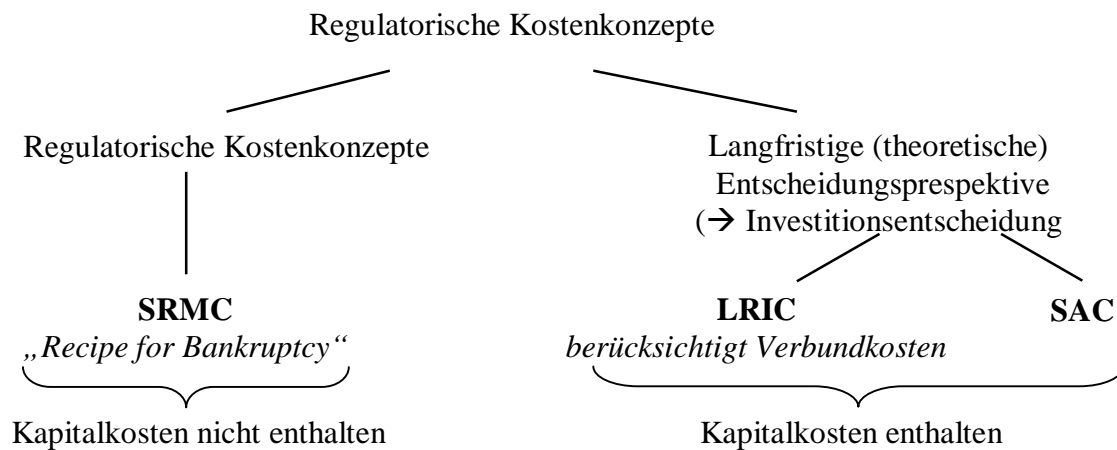 Regulatorische Kostenkonzepte
Regulatorische Kostenkonzepte
Langfristige (theoretische)
Entscheidungsprespektive
(→ Investitionsentscheidung
SRMC
„Recipe for Bankruptcy“
LRIC
SAC
berücksichtigt Verbundkosten
Kapitalkosten nicht enthalten
Kapitalkosten enthalten